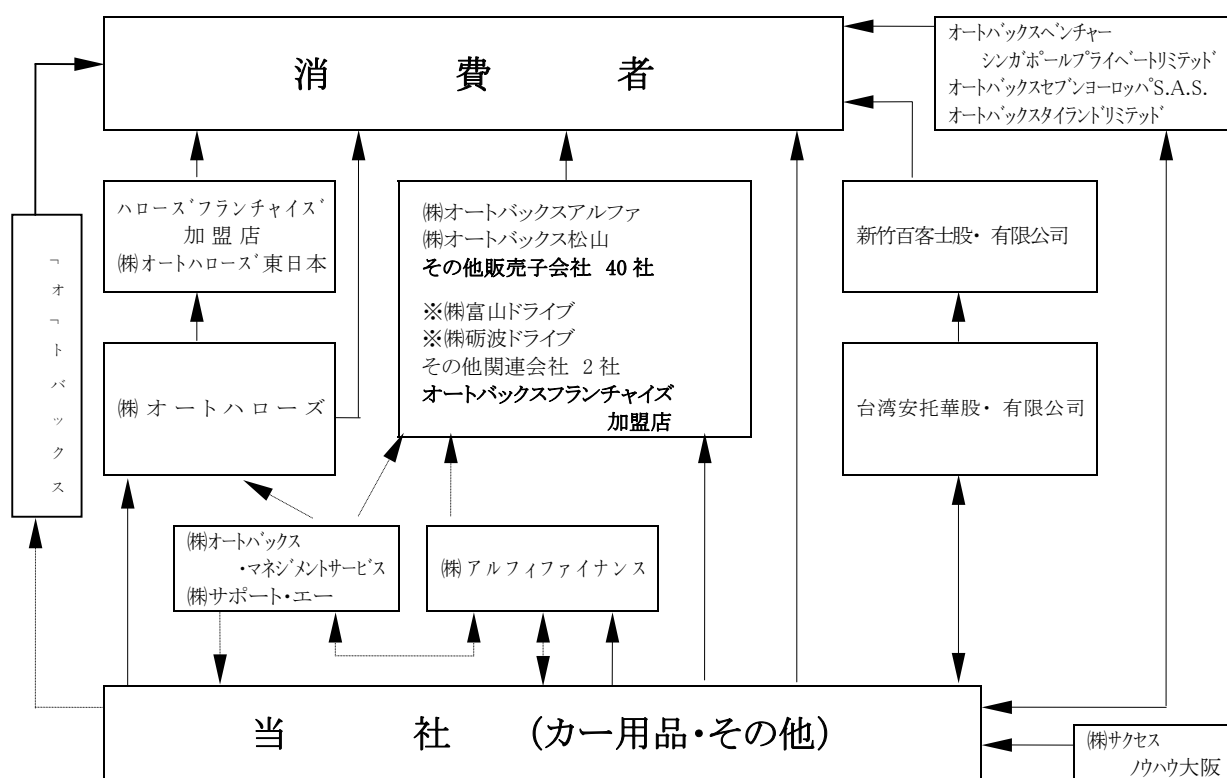 消 費 者
オートバックスベンチャー
シンガポールプライベートリミテッド
オートバックスセブンヨーロッパS.A.S.
オートバックスタイランドリミテッド
ハローズフランチャイズ
加 盟 店
㈱オートハローズ東日本
㈱オートバックスアルファ
㈱オートバックス松山
その他販売子会社 40 社
※㈱富山ドライブ
※㈱砺波ドライブ
その他関連会社 2 社
オートバックスフランチャイズ
加盟店
新竹百客士股・ 有限公司
㈱オートハローズ
台湾安托華股・ 有限公司
㈱オートバックス
・マネジメントサービス
㈱サポート・エー
㈱アルフィファイナンス
当 社 (カー用品・その他)
㈱サクセス
ノウハウ大阪
¬オ¬トバックス